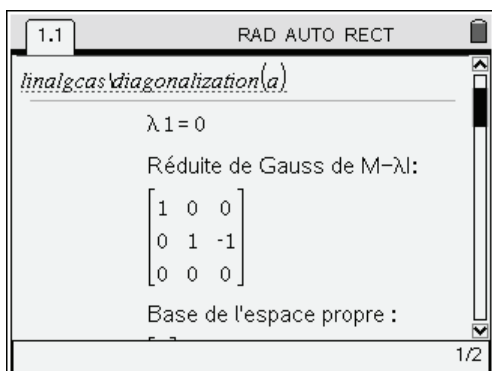 1.1 RAD AUTO RECT
linalgcas\diagonalization(a)
λ1=0
Réduite de Gauss de M−λI:
1 0 0
0 1 -1
0 0 0
Base de l'espace propre :
1/2